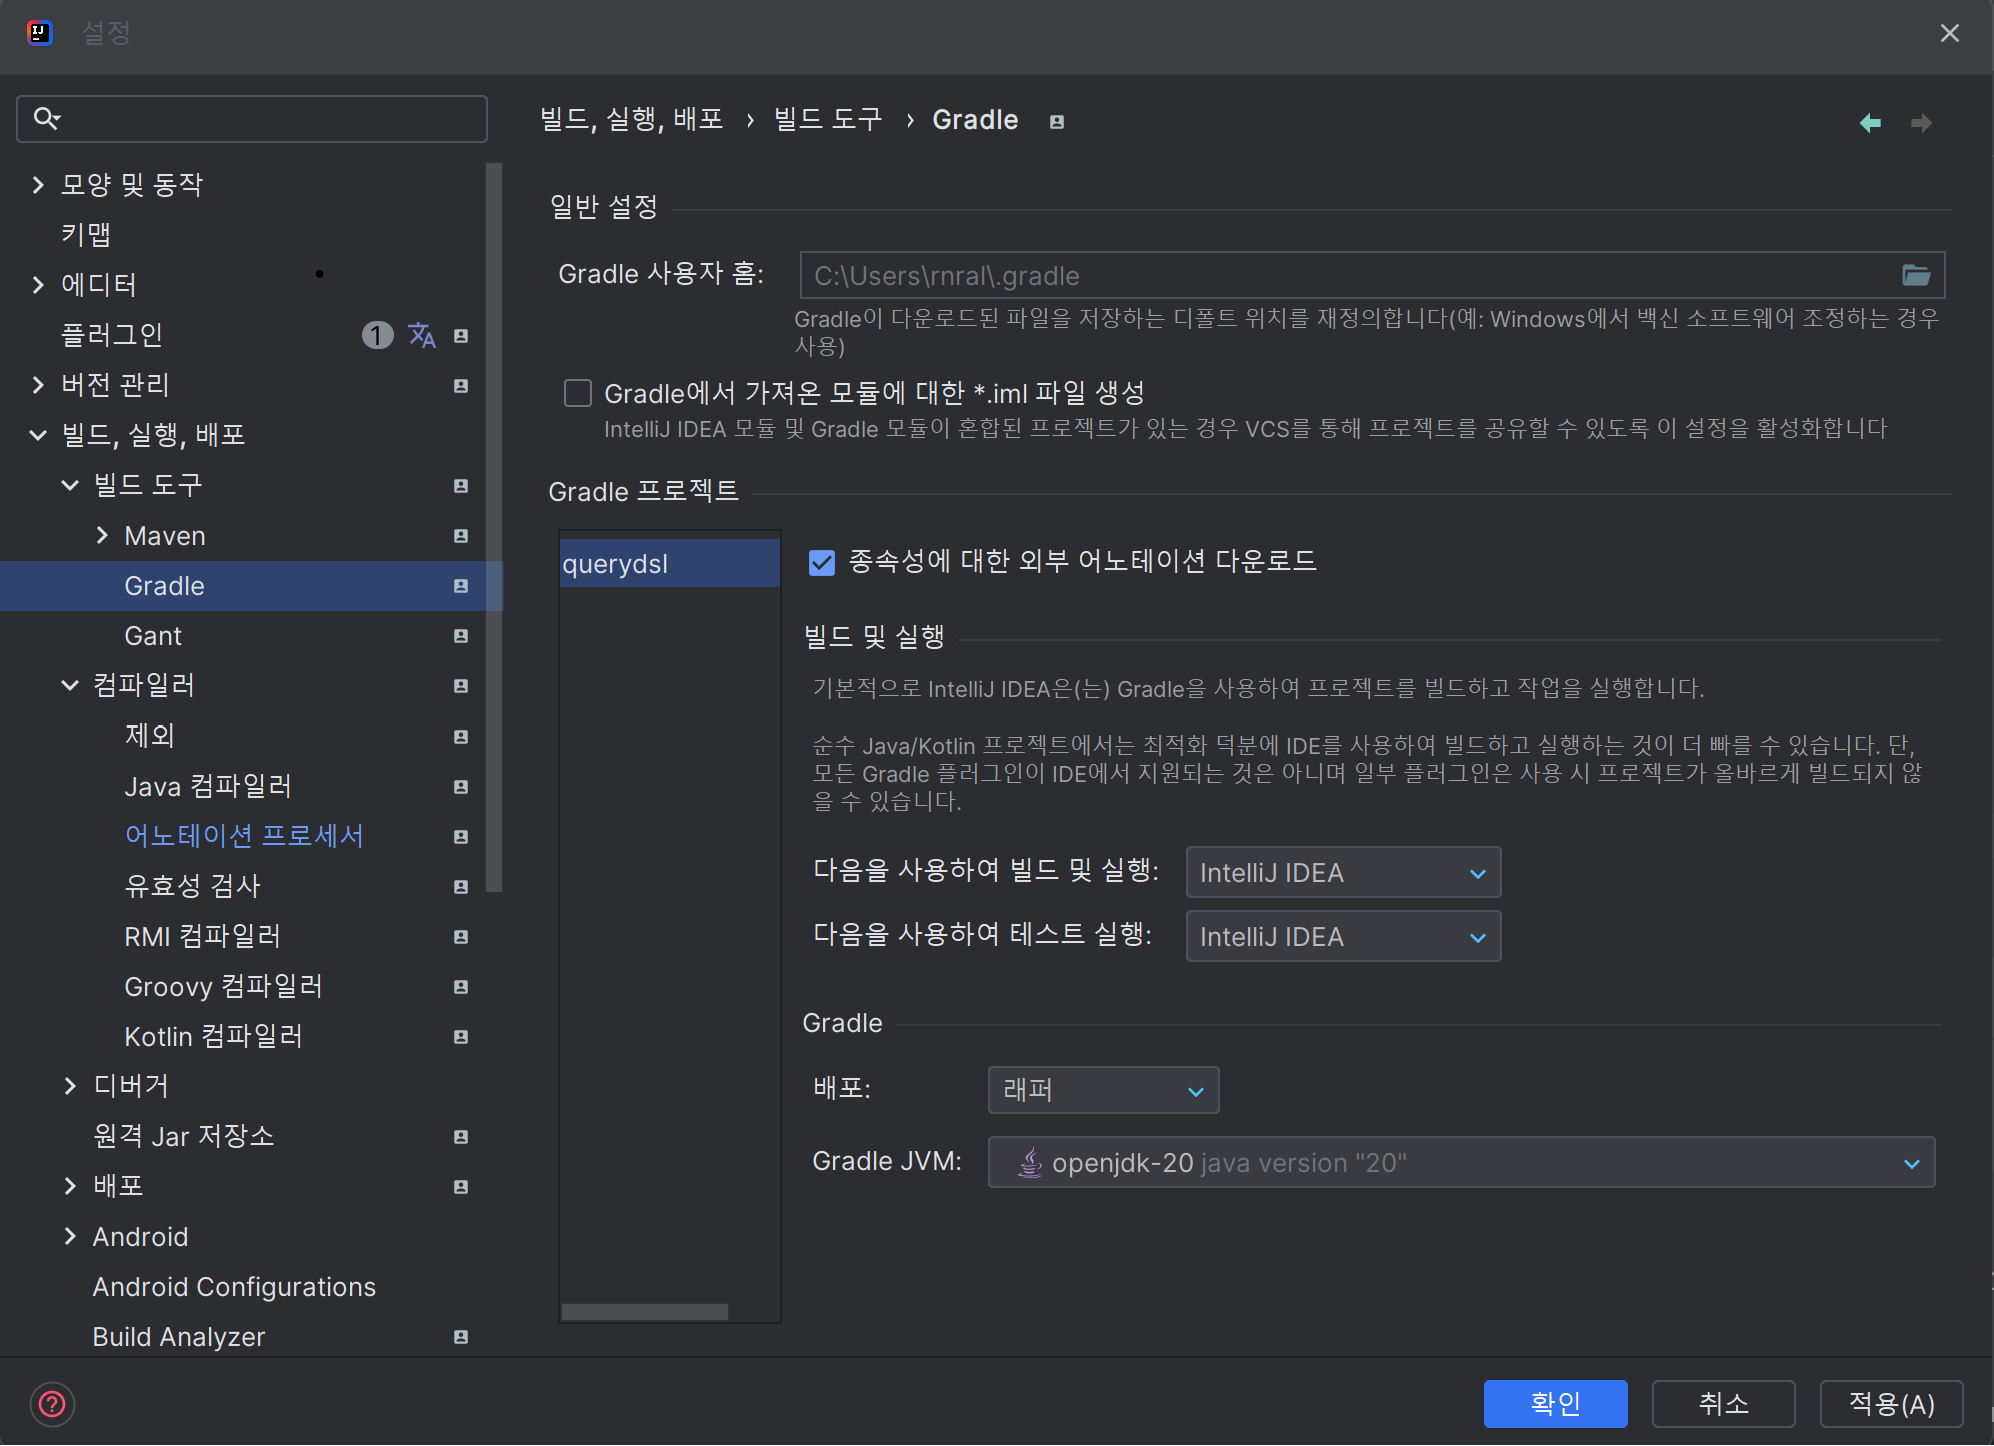 설정
빌드, 실행, 배포 › 빌드 도구 › Gradle
모양 및 동작
키맵
에디터
플러그인 1
버전 관리
빌드, 실행, 배포
빌드 도구
Maven
Gradle
Gant
컴파일러
제외
Java 컴파일러
어노테이션 프로세서
유효성 검사
RMI 컴파일러
Groovy 컴파일러
Kotlin 컴파일러
디버거
원격 Jar 저장소
배포
Android
Android Configurations
Build Analyzer
일반 설정
Gradle 사용자 홈: C:\Users\rnral\.gradle
Gradle이 다운로드된 파일을 저장하는 디폴트 위치를 재정의합니다(예: Windows에서 백신 소프트웨어 조정하는 경우
사용)
Gradle에서 가져온 모듈에 대한 *.iml 파일 생성
IntelliJ IDEA 모듈 및 Gradle 모듈이 혼합된 프로젝트가 있는 경우 VCS를 통해 프로젝트를 공유할 수 있도록 이 설정을 활성화합니다
Gradle 프로젝트
querydsl
종속성에 대한 외부 어노테이션 다운로드
빌드 및 실행
기본적으로 IntelliJ IDEA은(는) Gradle을 사용하여 프로젝트를 빌드하고 작업을 실행합니다.
순수 Java/Kotlin 프로젝트에서는 최적화 덕분에 IDE를 사용하여 빌드하고 실행하는 것이 더 빠를 수 있습니다. 단,
모든 Gradle 플러그인이 IDE에서 지원되는 것은 아니며 일부 플러그인은 사용 시 프로젝트가 올바르게 빌드되지 않
을 수 있습니다.
다음을 사용하여 빌드 및 실행: IntelliJ IDEA
다음을 사용하여 테스트 실행: IntelliJ IDEA
Gradle
배포: 래퍼
Gradle JVM: openjdk-20 java version "20"
확인 취소 적용(A)